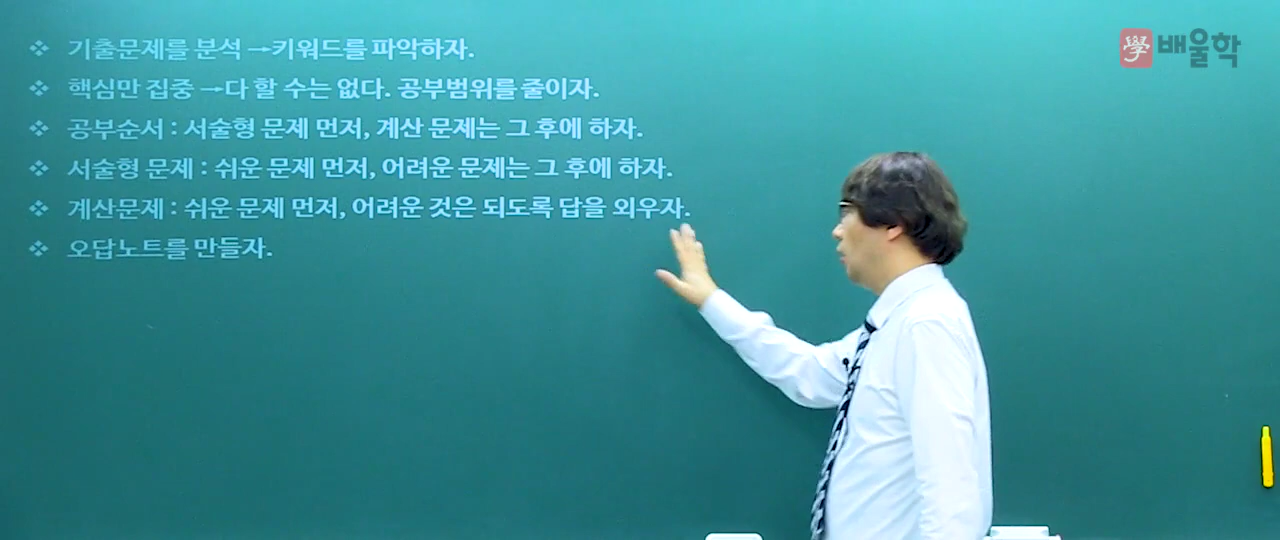 ❖ 기출문제를 분석 →키워드를 파악하자.
❖ 핵심만 집중 →다 할 수는 없다. 공부범위를 줄이자.
❖ 공부순서 : 서술형 문제 먼저, 계산 문제는 그 후에 하자.
❖ 서술형 문제 : 쉬운 문제 먼저, 어려운 문제는 그 후에 하자.
❖ 계산문제 : 쉬운 문제 먼저, 어려운 것은 되도록 답을 외우자.
❖ 오답노트를 만들자.
學 배울학